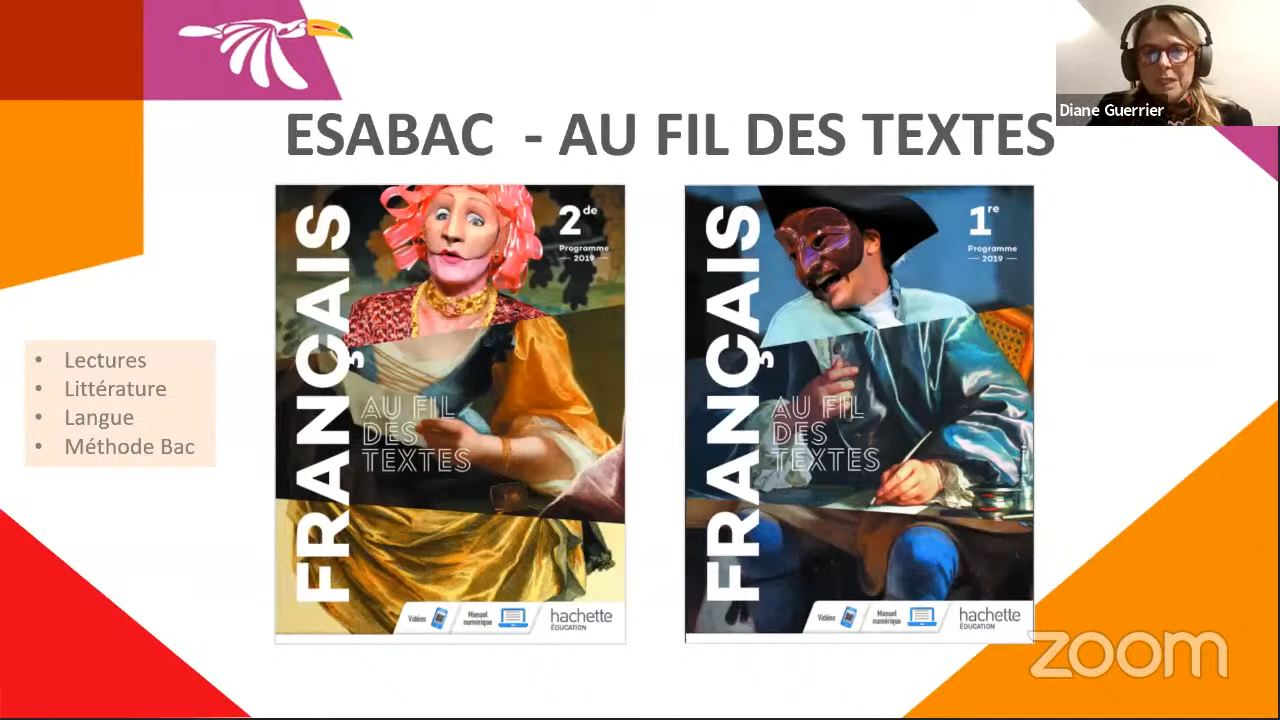 Diane Guerrier
ESABAC - AU FIL DES TEXTES
• Lectures
• Littérature
• Langue
• Méthode Bac
FRANÇAIS
2de
Programme
2019
AU FIL
DES
TEXTES
Vidéos
Manuel
numérique
hachette
ÉDUCATION
FRANÇAIS
1re
Programme
2019
AU FIL
DES
TEXTES
Vidéos
Manuel
numérique
hachette
ÉDUCATION
zoom